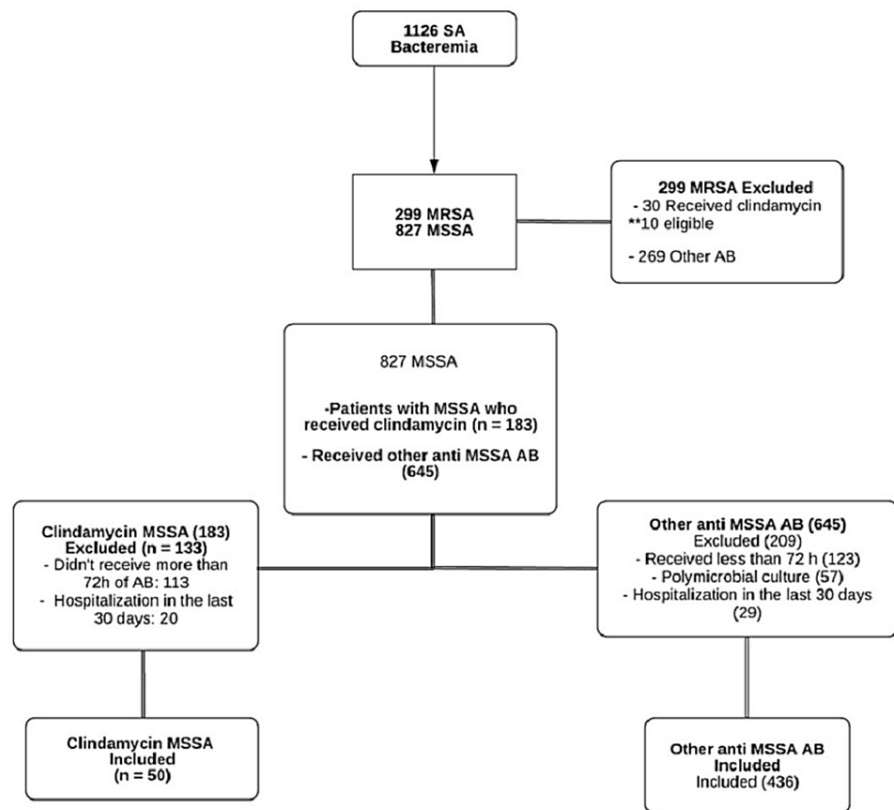 1126 SA
Bacteremia
299 MRSA
827 MSSA
299 MRSA Excluded
- 30 Received clindamycin
**10 eligible
- 269 Other AB
827 MSSA
-Patients with MSSA who
received clindamycin (n = 183)
- Received other anti MSSA AB
(645)
Clindamycin MSSA (183)
Excluded (n = 133)
- Didn't receive more than
72h of AB: 113
- Hospitalization in the last
30 days: 20
Other anti MSSA AB (645)
Excluded (209)
- Received less than 72 h (123)
- Polymicrobial culture (57)
- Hospitalization in the last 30 days
(29)
Clindamycin MSSA
Included
(n = 50)
Other anti MSSA AB
Included
Included (436)